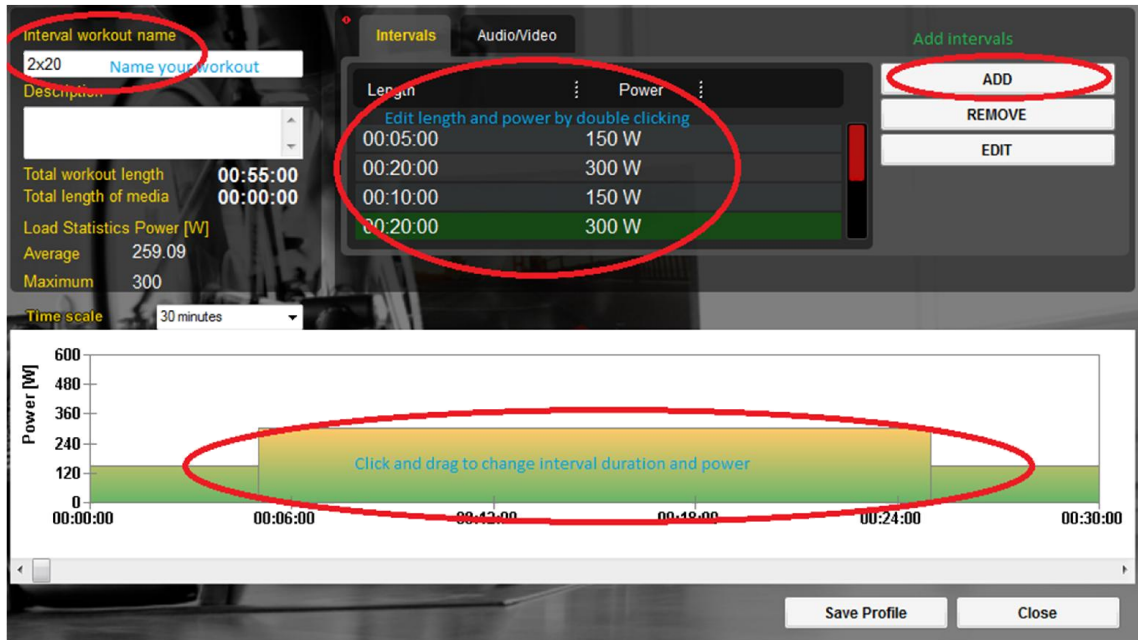 Interval workout name
2x20 Name your workout
Description
Total workout length 00:55:00
Total length of media 00:00:00
Load Statistics Power [W]
Average 259.09
Maximum 300
Time scale 30 minutes
Intervals Audio/Video
Length Power
Edit length and power by double clicking
00:05:00 150 W
00:20:00 300 W
00:10:00 150 W
00:20:00 300 W
Add intervals
ADD
REMOVE
EDIT
Power [W]
600
480
360
240
120
0
Click and drag to change interval duration and power
00:00:00 00:06:00 00:12:00 00:18:00 00:24:00 00:30:00
Save Profile Close